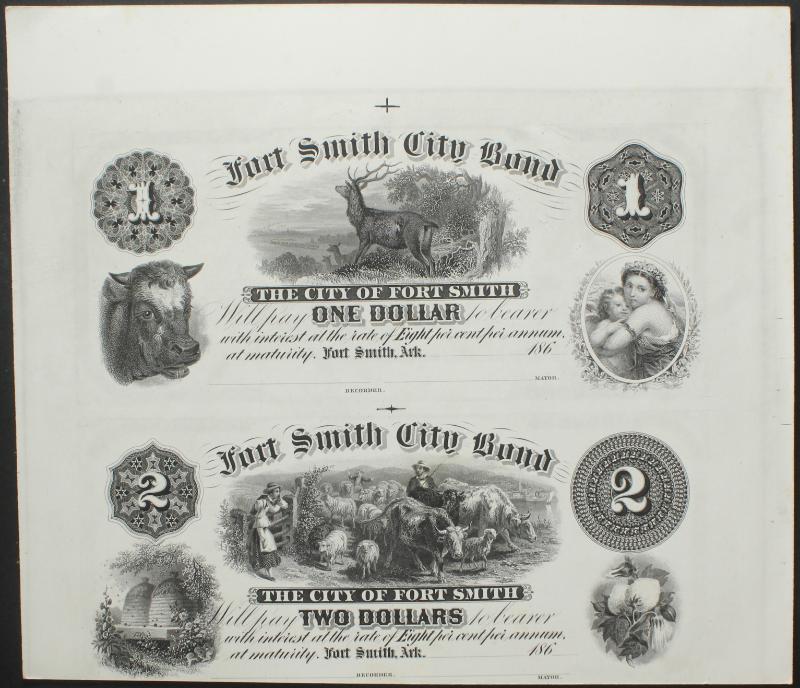 Fort Smith City Bond
1
1
THE CITY OF FORT SMITH
Will pay ONE DOLLAR to bearer
with interest at the rate of Eight per cent per annum,
at maturity. Fort Smith, Ark. 186
MAYOR.
RECORDER.
Fort Smith City Bond
2
2
THE CITY OF FORT SMITH
Will pay TWO DOLLARS to bearer
with interest at the rate of Eight per cent per annum,
at maturity. Fort Smith, Ark. 186
RECORDER.
MAYOR.